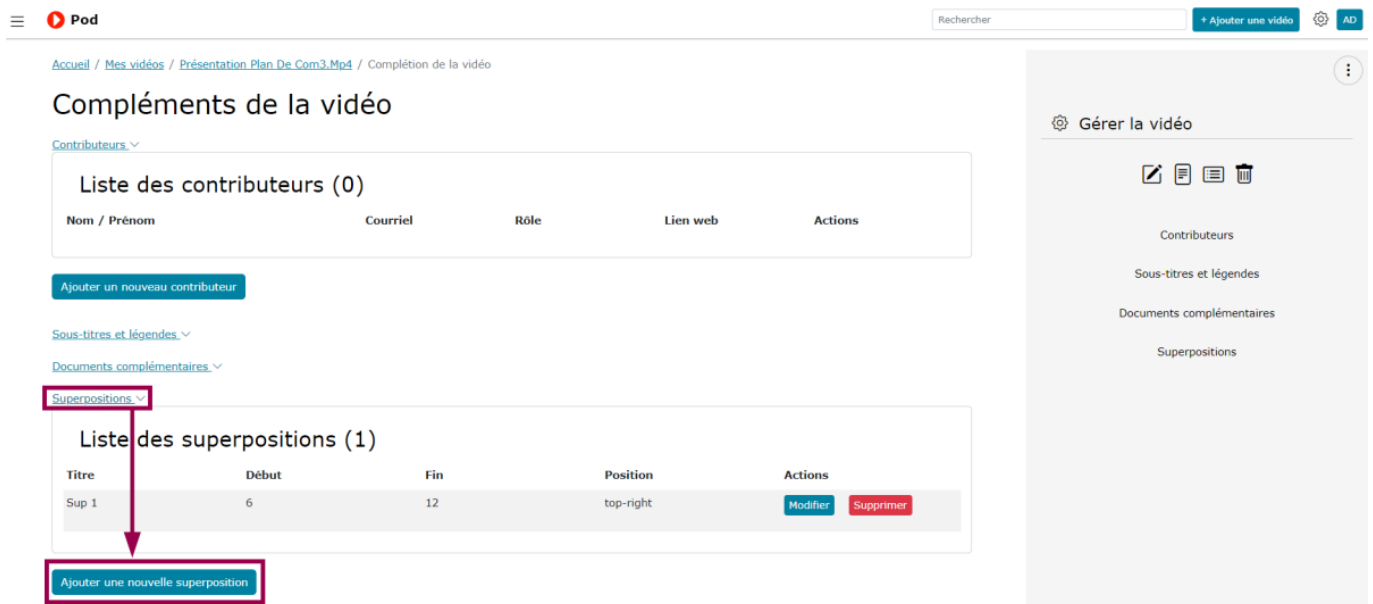 Pod
Rechercher
+ Ajouter une vidéo
AD
Accueil / Mes vidéos / Présentation Plan De Com3.Mp4 / Complétion de la vidéo
Compléments de la vidéo
Contributeurs
Liste des contributeurs (0)
Nom / Prénom Courriel Rôle Lien web Actions
Ajouter un nouveau contributeur
Sous-titres et légendes
Documents complémentaires
Superpositions
Liste des superpositions (1)
Titre Début Fin Position Actions
Sup 1 6 12 top-right Modifier Supprimer
Ajouter une nouvelle superposition
Gérer la vidéo
Contributeurs
Sous-titres et légendes
Documents complémentaires
Superpositions